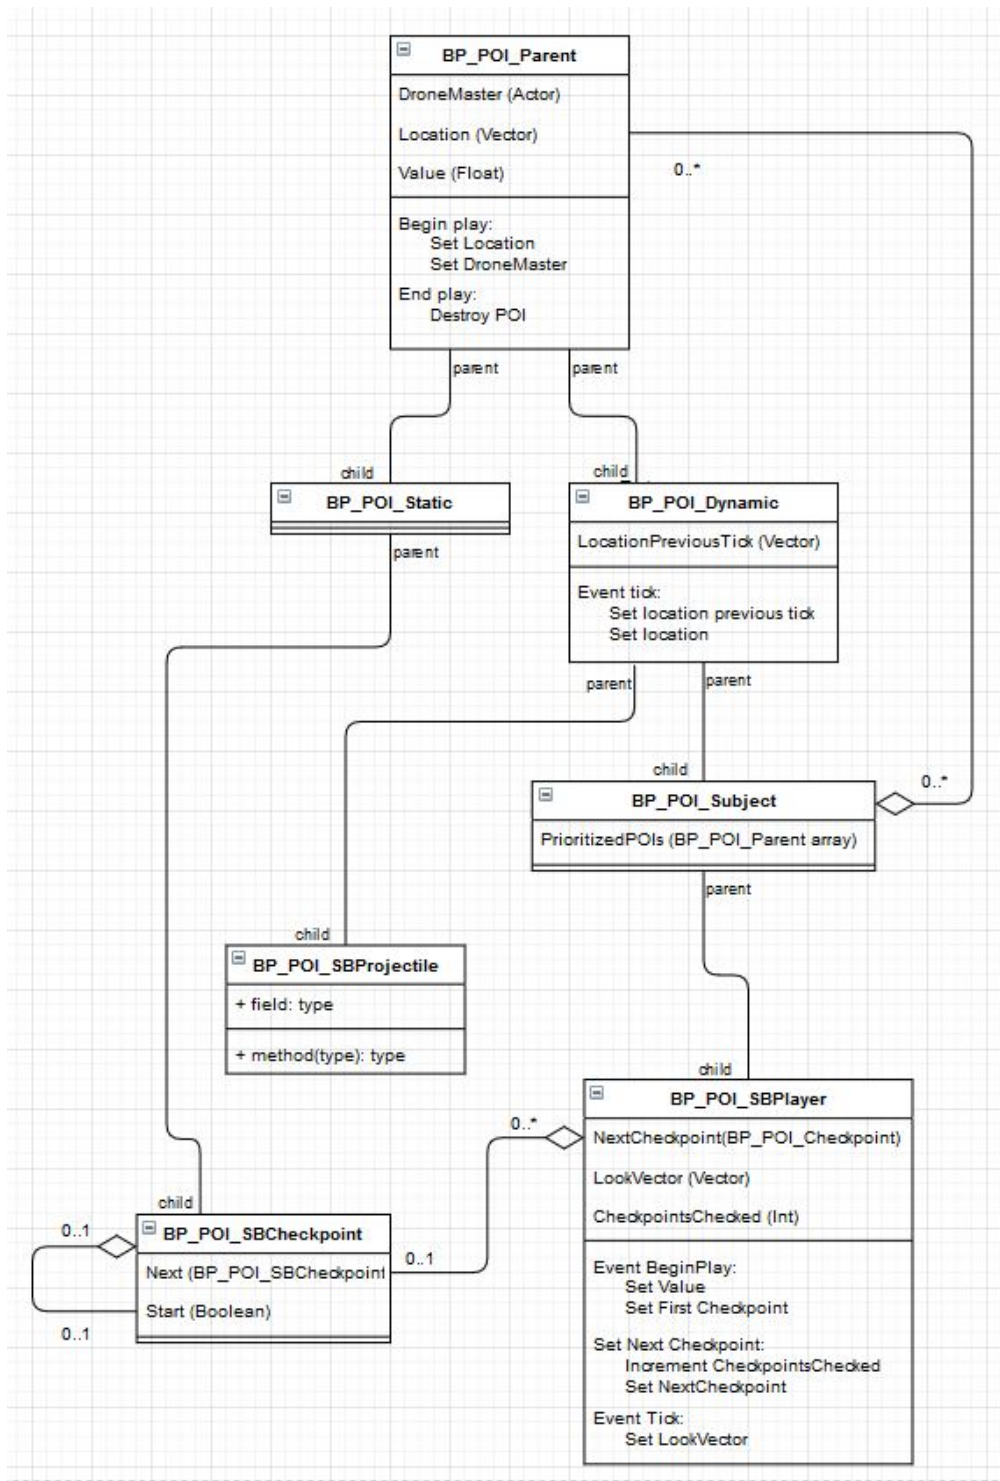 BP_POI_Parent
DroneMaster (Actor)
Location (Vector)
Value (Float)
0..*
Begin play:
Set Location
Set DroneMaster
End play:
Destroy POI
parent
parent
child
child
BP_POI_Static
BP_POI_Dynamic
parent
LocationPreviousTick (Vector)
Event tick:
Set location previous tick
Set location
parent
parent
child
0..*
BP_POI_Subject
PrioritizedPOIs (BP_POI_Parent array)
parent
child
BP_POI_SBProjectile
+ field: type
+ method(type): type
child
BP_POI_SBPlayer
0..*
NextCheckpoint(BP_POI_Checkpoint)
LookVector (Vector)
CheckpointsChecked (Int)
child
0..1
BP_POI_SBCheckpoint
0..1
Next (BP_POI_SBCheckpoint
Start (Boolean)
0..1
Event BeginPlay:
Set Value
Set First Checkpoint
Set Next Checkpoint:
Increment CheckpointsChecked
Set NextCheckpoint
Event Tick:
Set LookVector